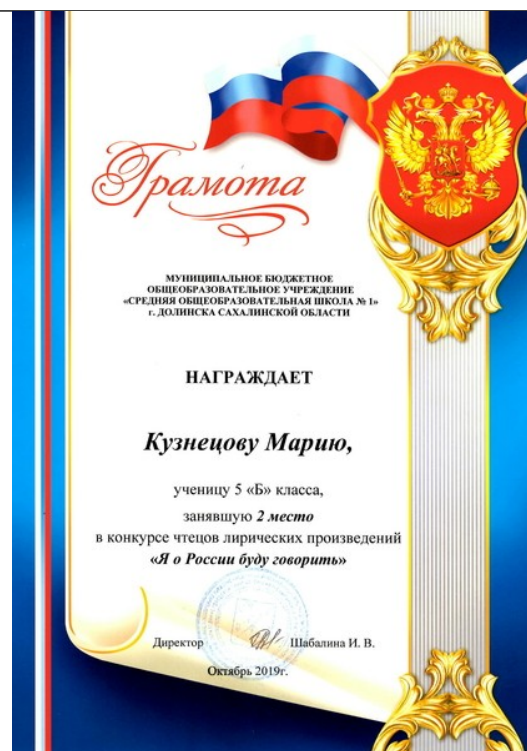 Грамота
МУНИЦИПАЛЬНОЕ БЮДЖЕТНОЕ
ОБЩЕОБРАЗОВАТЕЛЬНОЕ УЧРЕЖДЕНИЕ
«СРЕДНЯЯ ОБЩЕОБРАЗОВАТЕЛЬНАЯ ШКОЛА № 1»
г. ДОЛИНСКА САХАЛИНСКОЙ ОБЛАСТИ
НАГРАЖДАЕТ
Кузнецову Марию,
ученицу 5 «Б» класса,
занявшую 2 место
в конкурсе чтецов лирических произведений
«Я о России буду говорить»
Директор Шабалина И. В.
Октябрь 2019г.